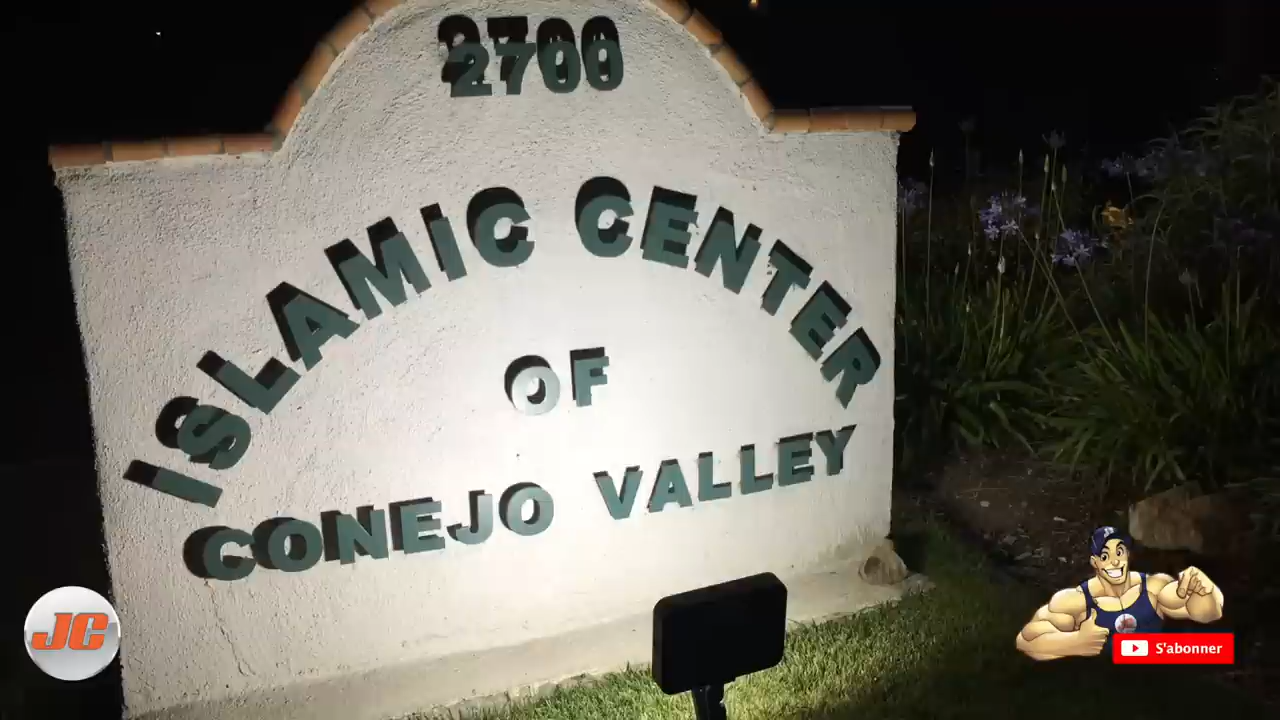 2700
ISLAMIC CENTER
OF
CONEJO VALLEY
JC
S'abonner